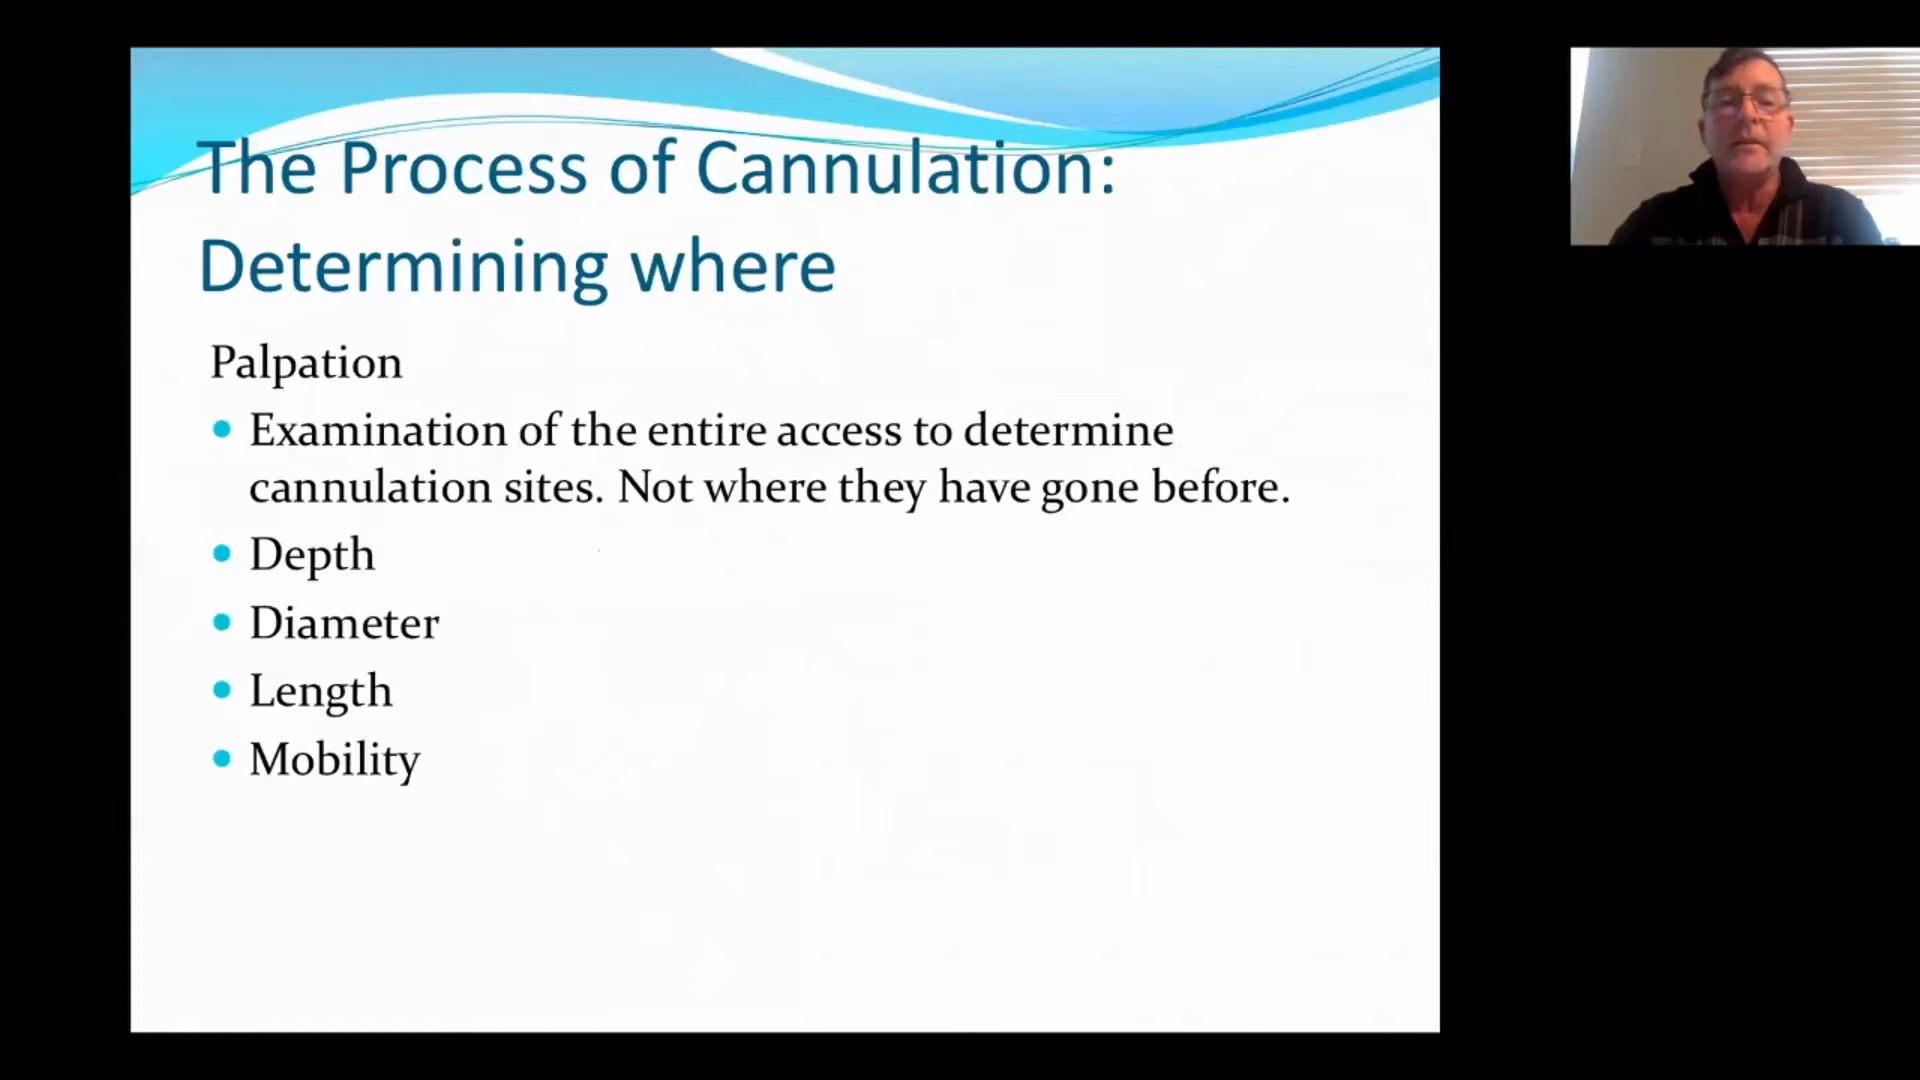 The Process of Cannulation:
Determining where
Palpation
• Examination of the entire access to determine
cannulation sites. Not where they have gone before.
• Depth
• Diameter
• Length
• Mobility